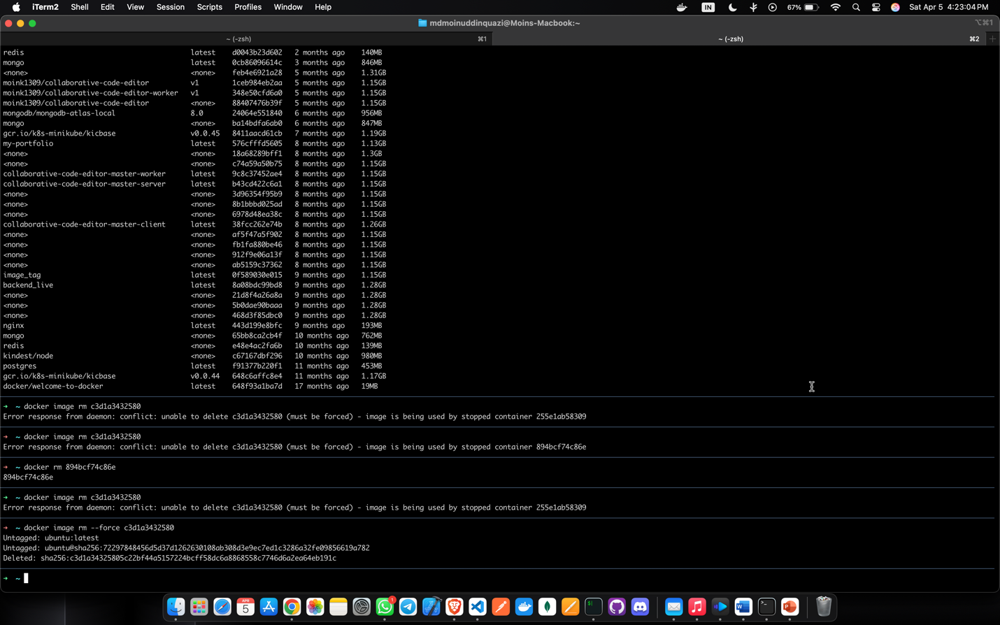 iTerm2 Shell Edit View Session Scripts Profiles Window Help IN 67% Sat Apr 5 4:23:04 PM
mdmoinuddinquazi@Moins-Macbook:~ ⌥⌘1
~ (-zsh) ⌘1 ~ (-zsh) ⌘2 +
redis latest d0043b23d602 2 months ago 140MB
mongo latest 0cb86096614c 3 months ago 846MB
<none> <none> feb4e6921a28 5 months ago 1.31GB
moink1309/collaborative-code-editor v1 1ceb984eb2aa 5 months ago 1.15GB
moink1309/collaborative-code-editor-worker v1 348e50cfd6a0 5 months ago 1.15GB
moink1309/collaborative-code-editor <none> 88407476b39f 5 months ago 1.15GB
mongodb/mongodb-atlas-local 8.0 24064e551840 6 months ago 956MB
mongo <none> ba14bdfa6ab0 6 months ago 847MB
gcr.io/k8s-minikube/kicbase v0.0.45 8411aacd61cb 7 months ago 1.19GB
my-portfolio latest 576cfffd5605 8 months ago 1.13GB
<none> <none> 18a68289bff1 8 months ago 1.3GB
<none> <none> c74a59a50b75 8 months ago 1.15GB
collaborative-code-editor-master-worker latest 9c8c37452ae4 8 months ago 1.15GB
collaborative-code-editor-master-server latest b43cd422c6a1 8 months ago 1.15GB
<none> <none> 3d96354f95b9 8 months ago 1.15GB
<none> <none> 8b1bbbd025ad 8 months ago 1.15GB
<none> <none> 6978d48ea38c 8 months ago 1.15GB
collaborative-code-editor-master-client latest 38fcc262e74b 8 months ago 1.26GB
<none> <none> af5f47a5f902 8 months ago 1.15GB
<none> <none> fb1fa880be46 8 months ago 1.15GB
<none> <none> 912f9e06a13f 8 months ago 1.15GB
<none> <none> ab5159c37362 8 months ago 1.15GB
image_tag latest 0f589030e015 9 months ago 1.15GB
backend_live latest 8a08bdc99bd8 9 months ago 1.28GB
<none> <none> 21d8f4a26a8a 9 months ago 1.28GB
<none> <none> 5b0dae90baaa 9 months ago 1.28GB
<none> <none> 468d3f85dbc0 9 months ago 1.28GB
nginx latest 443d199e8bfc 9 months ago 193MB
mongo <none> 65bb8ca2cb4f 10 months ago 762MB
redis <none> e48e4ac2fa6b 10 months ago 139MB
kindest/node <none> c67167dbf296 10 months ago 980MB
postgres latest f91377b220f1 11 months ago 453MB
gcr.io/k8s-minikube/kicbase v0.0.44 648c6affc8e4 11 months ago 1.17GB
docker/welcome-to-docker latest 648f93a1ba7d 17 months ago 19MB
→ ~ docker image rm c3d1a3432580
Error response from daemon: conflict: unable to delete c3d1a3432580 (must be forced) - image is being used by stopped container 255e1ab58309
→ ~ docker image rm c3d1a3432580
Error response from daemon: conflict: unable to delete c3d1a3432580 (must be forced) - image is being used by stopped container 894bcf74c86e
→ ~ docker rm 894bcf74c86e
894bcf74c86e
→ ~ docker image rm c3d1a3432580
Error response from daemon: conflict: unable to delete c3d1a3432580 (must be forced) - image is being used by stopped container 255e1ab58309
→ ~ docker image rm --force c3d1a3432580
Untagged: ubuntu:latest
Untagged: ubuntu@sha256:72297848456d5d37d1262630108ab308d3e9ec7ed1c3286a32fe09856619a782
Deleted: sha256:c3d1a34325805c22bf44a5157224bcff58dc6a8868558c7746d6a2ea64eb191c
→ ~
APR
5
1